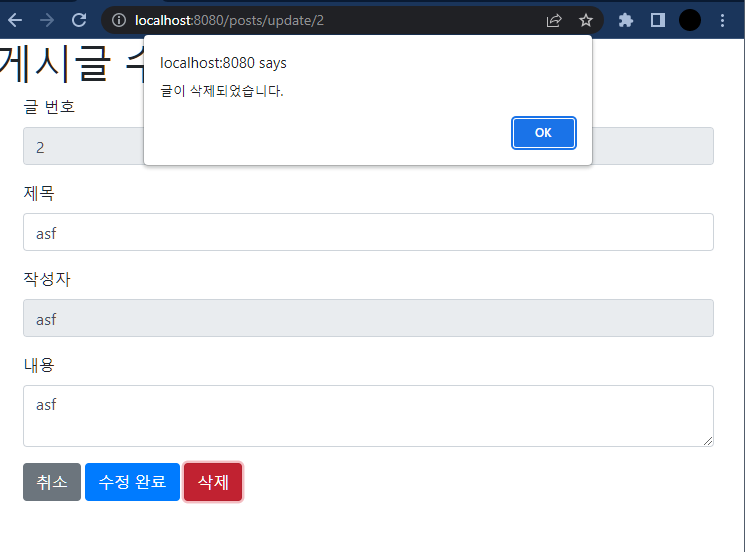 localhost:8080/posts/update/2
게시글 수
localhost:8080 says
글이 삭제되었습니다.
OK
글 번호
2
제목
asf
작성자
asf
내용
asf
취소 수정 완료 삭제